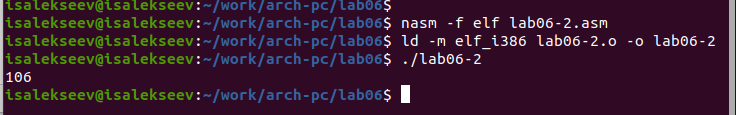 isalekseev@isalekseev:~/work/arch-pc/lab06$
isalekseev@isalekseev:~/work/arch-pc/lab06$ nasm -f elf lab06-2.asm
isalekseev@isalekseev:~/work/arch-pc/lab06$ ld -m elf_i386 lab06-2.o -o lab06-2
isalekseev@isalekseev:~/work/arch-pc/lab06$ ./lab06-2
106
isalekseev@isalekseev:~/work/arch-pc/lab06$